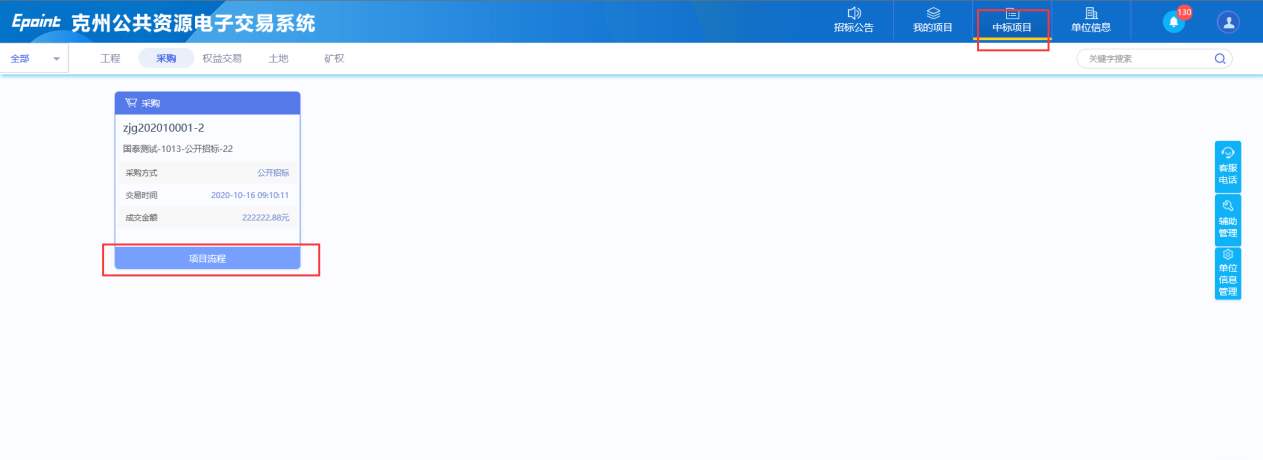 Epoint 克州公共资源电子交易系统
招标公告
我的项目
中标项目
单位信息
130
全部
工程
采购
权益交易
土地
矿权
关键字搜索
采购
zjg202010001-2
国泰测试-1013-公开招标-22
采购方式 公开招标
交易时间 2020-10-16 09:10:11
成交金额 222222.88元
项目流程
客服
电话
辅助
管理
单位
信息
管理